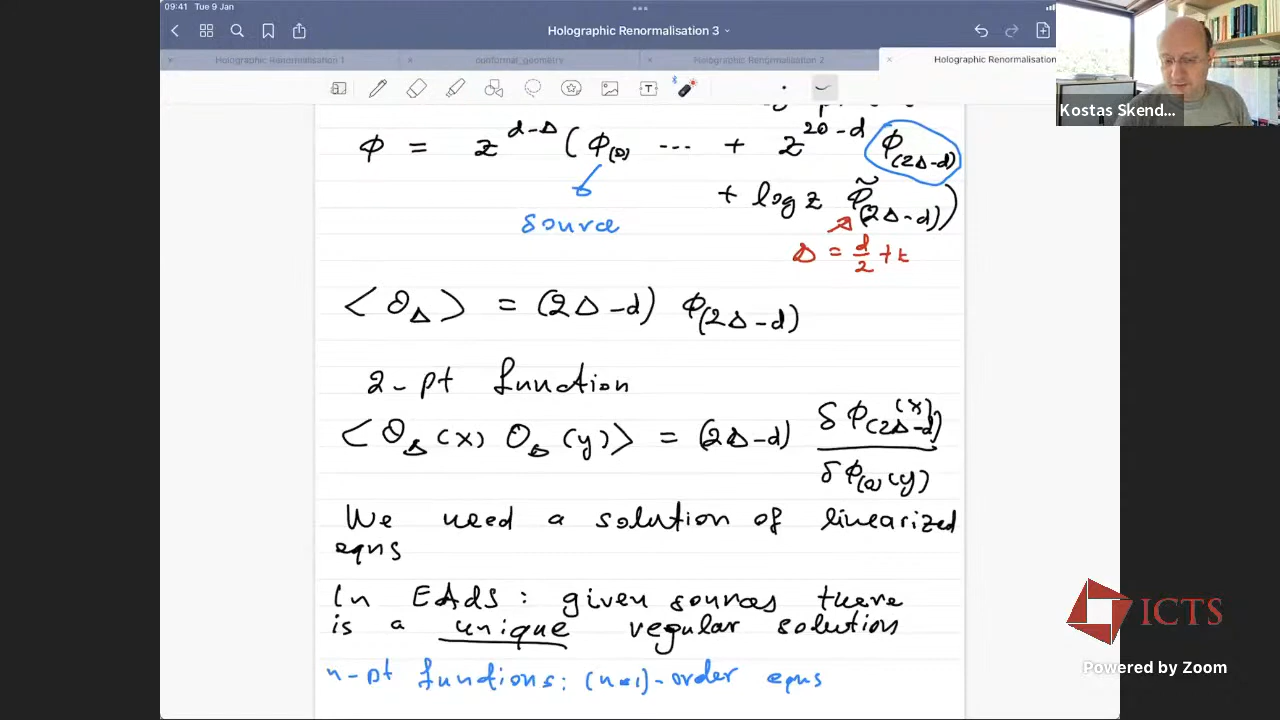 09:41 Tue 9 Jan
Holographic Renormalisation 3
Holographic Renormalisation 1
conformal_geometry
Holographic Renormalisation 2
Holographic Renormalisation
Kostas Skend...
ϕ = z^{d-Δ} ( ϕ_{(0)} ... + z^{2Δ-d} ϕ_{(2Δ-d)}
+ log z ϕ̃_{(2Δ-d)} )
source
Δ = d/2 + k
< O_Δ > = (2Δ-d) ϕ_{(2Δ-d)}
2-pt function
< O_Δ(x) O_Δ(y) > = (2Δ-d) δϕ_{(2Δ-d)}(x) / δϕ_{(0)}(y)
We need a solution of linearized
eqns
In EAdS : given sources there
is a unique regular solution
n-pt functions: (n-1)-order eqns
ICTS
Powered by Zoom